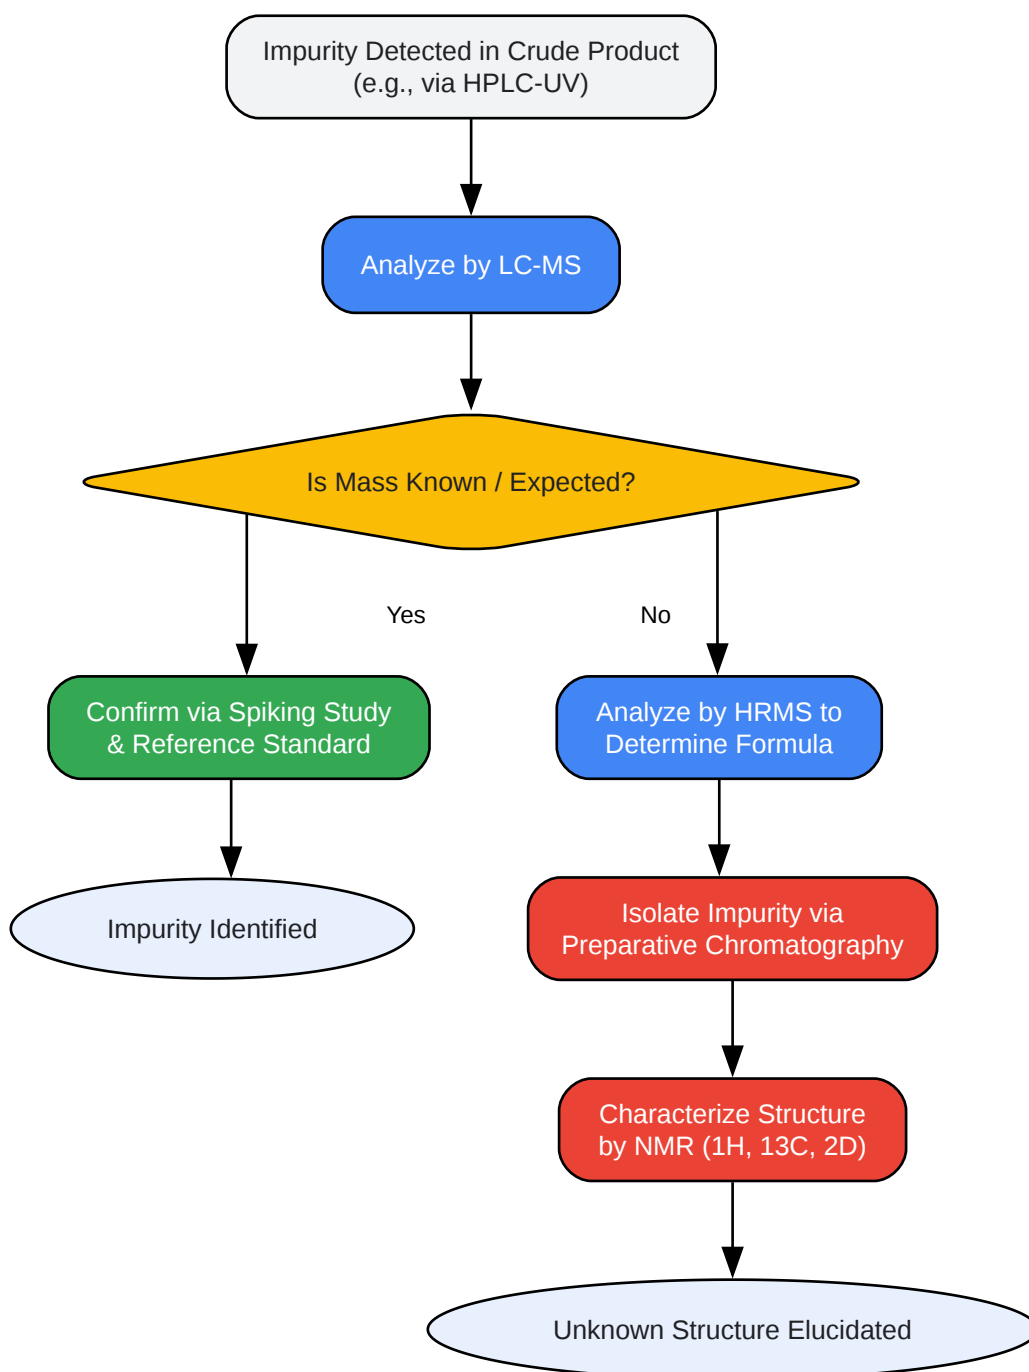 Impurity Detected in Crude Product
(e.g., via HPLC-UV)
Analyze by LC-MS
Is Mass Known / Expected?
Yes
No
Confirm via Spiking Study
& Reference Standard
Analyze by HRMS to
Determine Formula
Impurity Identified
Isolate Impurity via
Preparative Chromatography
Characterize Structure
by NMR (1H, 13C, 2D)
Unknown Structure Elucidated